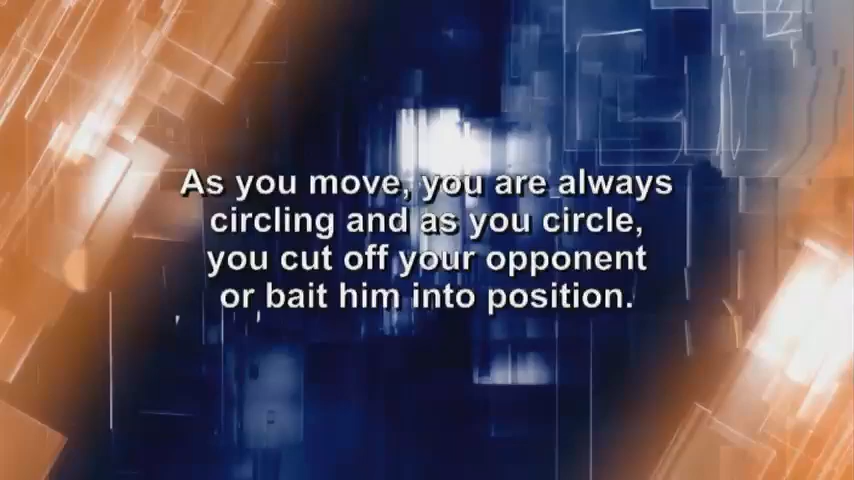 As you move, you are always
circling and as you circle,
you cut off your opponent
or bait him into position.